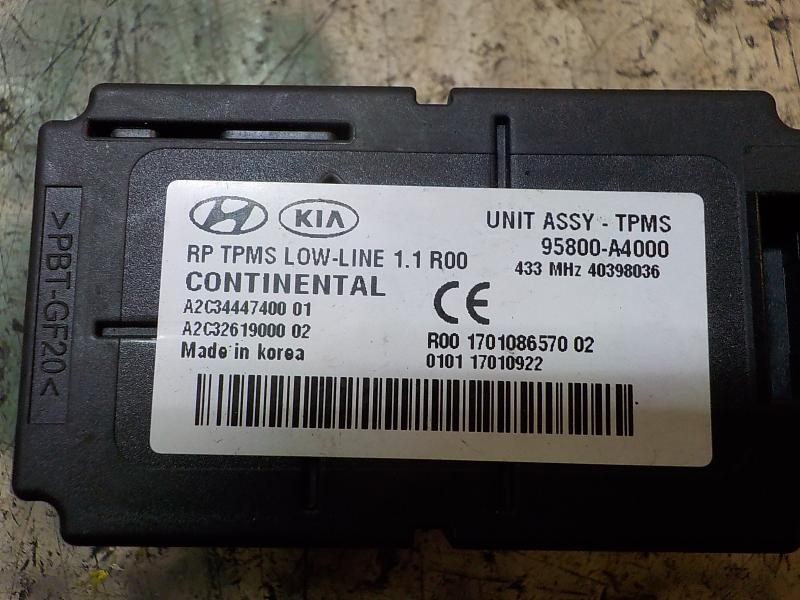 >PBT-GF20<
KIA
UNIT ASSY - TPMS
RP TPMS LOW-LINE 1.1 R00
95800-A4000
CONTINENTAL
433 MHz 40398036
A2C34447400 01
CE
A2C32619000 02
R00 1701086570 02
Made in korea
0101 17010922